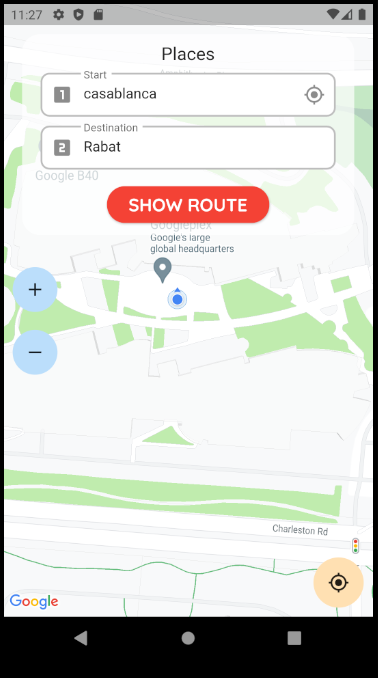 11:27
Places
Start
1 casablanca
Destination
2 Rabat
Google B40
SHOW ROUTE
Googleplex
Google's large
global headquarters
+
−
Charleston Rd
Google